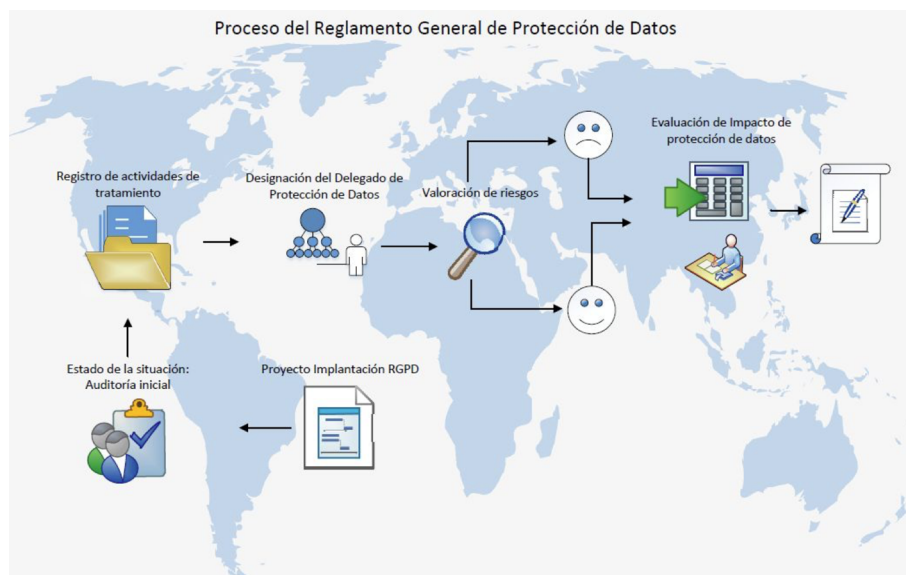 Proceso del Reglamento General de Protección de Datos
Evaluación de Impacto de
protección de datos
Registro de actividades de
tratamiento
Designación del Delegado de
Protección de Datos
Valoración de riesgos
Estado de la situación:
Auditoría inicial
Proyecto Implantación RGPD